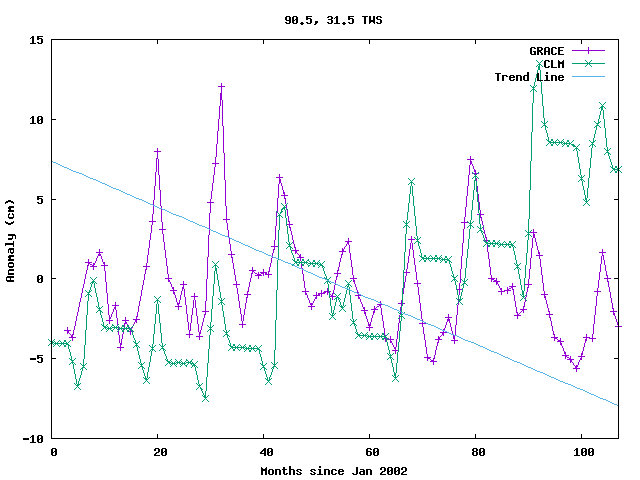 90.5, 31.5 TWS
GRACE
CLM
Trend Line
Anomaly (cm)
15
10
5
0
-5
-10
0 20 40 60 80 100
Months since Jan 2002